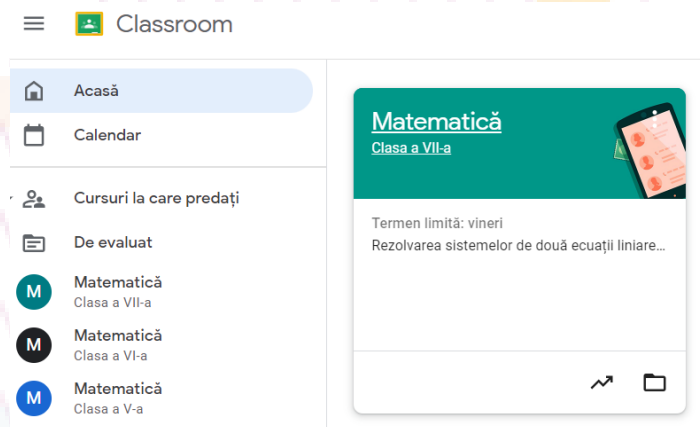 Classroom
Acasă
Calendar
Cursuri la care predați
De evaluat
M
Matematică
Clasa a VII-a
M
Matematică
Clasa a VI-a
M
Matematică
Clasa a V-a
Matematică
Clasa a VII-a
Termen limită: vineri
Rezolvarea sistemelor de două ecuații liniare...